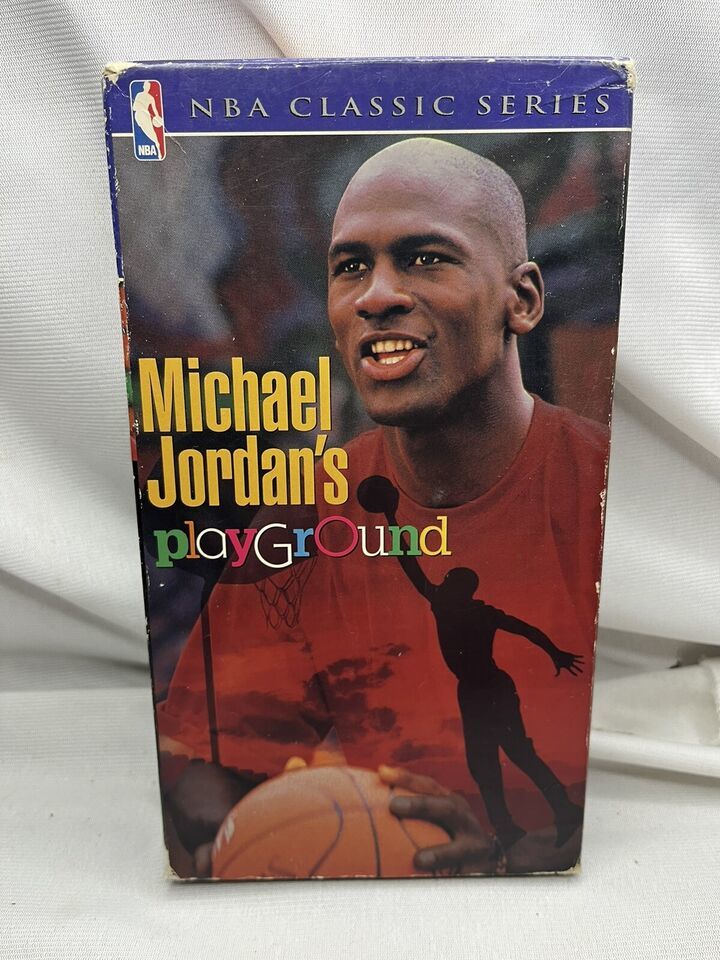 NBA CLASSIC SERIES
NBA
Michael
Jordan's
playGrOund